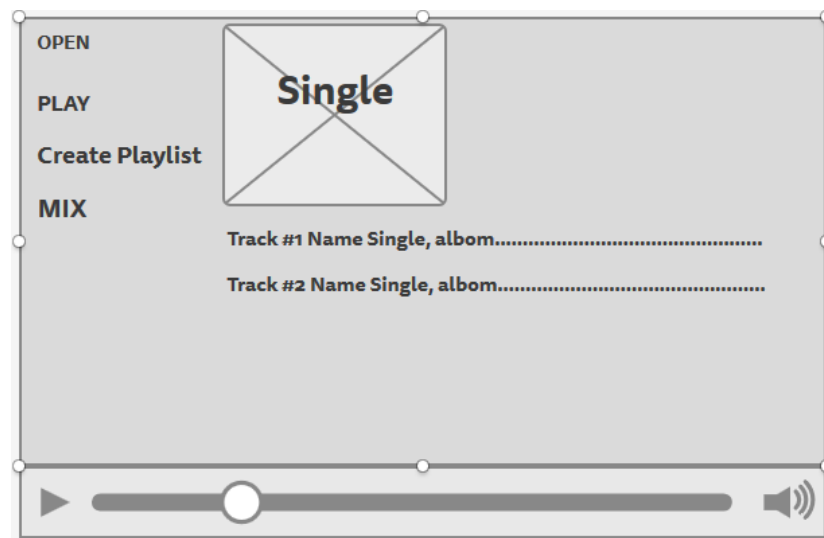 OPEN
PLAY
Create Playlist
MIX
Single
Track #1 Name Single, albom................................................
Track #2 Name Single, albom................................................